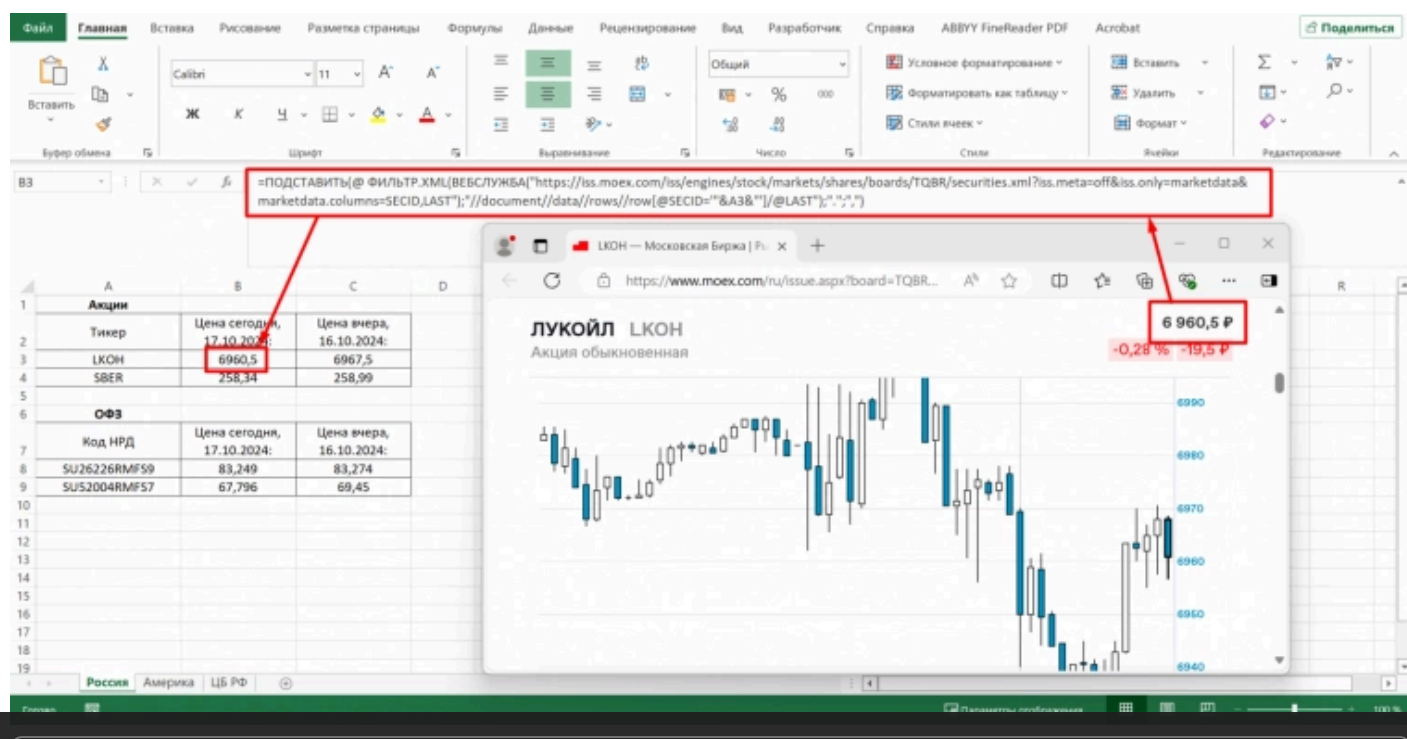 Файл Главная Вставка Рисование Разметка страницы Формулы Данные Рецензирование Вид Разработчик Справка ABBYY FineReader PDF Acrobat Поделиться
Calibri 11 A A Общий Условное форматирование Вставить Σ
Вставить Ж К Ч A % 000 Форматировать как таблицу Удалить
Стили ячеек Формат
Буфер обмена Шрифт Выравнивание Число Стили Ячейки Редактирование
B3 fx =ПОДСТАВИТЬ(@ ФИЛЬТР.XML(ВЕБСЛУЖБА("https://iss.moex.com/iss/engines/stock/markets/shares/boards/TQBR/securities.xml?iss.meta=off&iss.only=marketdata&
marketdata.columns=SECID,LAST");"//document//data//rows//row[@SECID='"&A3&"']/@LAST");".";",")
LKOH — Московская Биржа | Ры
https://www.moex.com/ru/issue.aspx?board=TQBR...
A B C D R
1 Акции
2 Тикер Цена сегодня, 17.10.2024: Цена вчера, 16.10.2024:
3 LKOH 6960,5 6967,5
4 SBER 258,34 258,99
5
6 ОФЗ
7 Код НРД Цена сегодня, 17.10.2024: Цена вчера, 16.10.2024:
8 SU26226RMFS9 83,249 83,274
9 SU52004RMFS7 67,796 69,45
10
11
12
13
14
15
16
17
18
19
ЛУКОЙЛ LKOH
Акция обыкновенная
6 960,5 ₽
-0,28 % -19,5 ₽
6990
6980
6970
6960
6950
6940
Россия Америка ЦБ РФ
Готово Параметры отображения 100 %